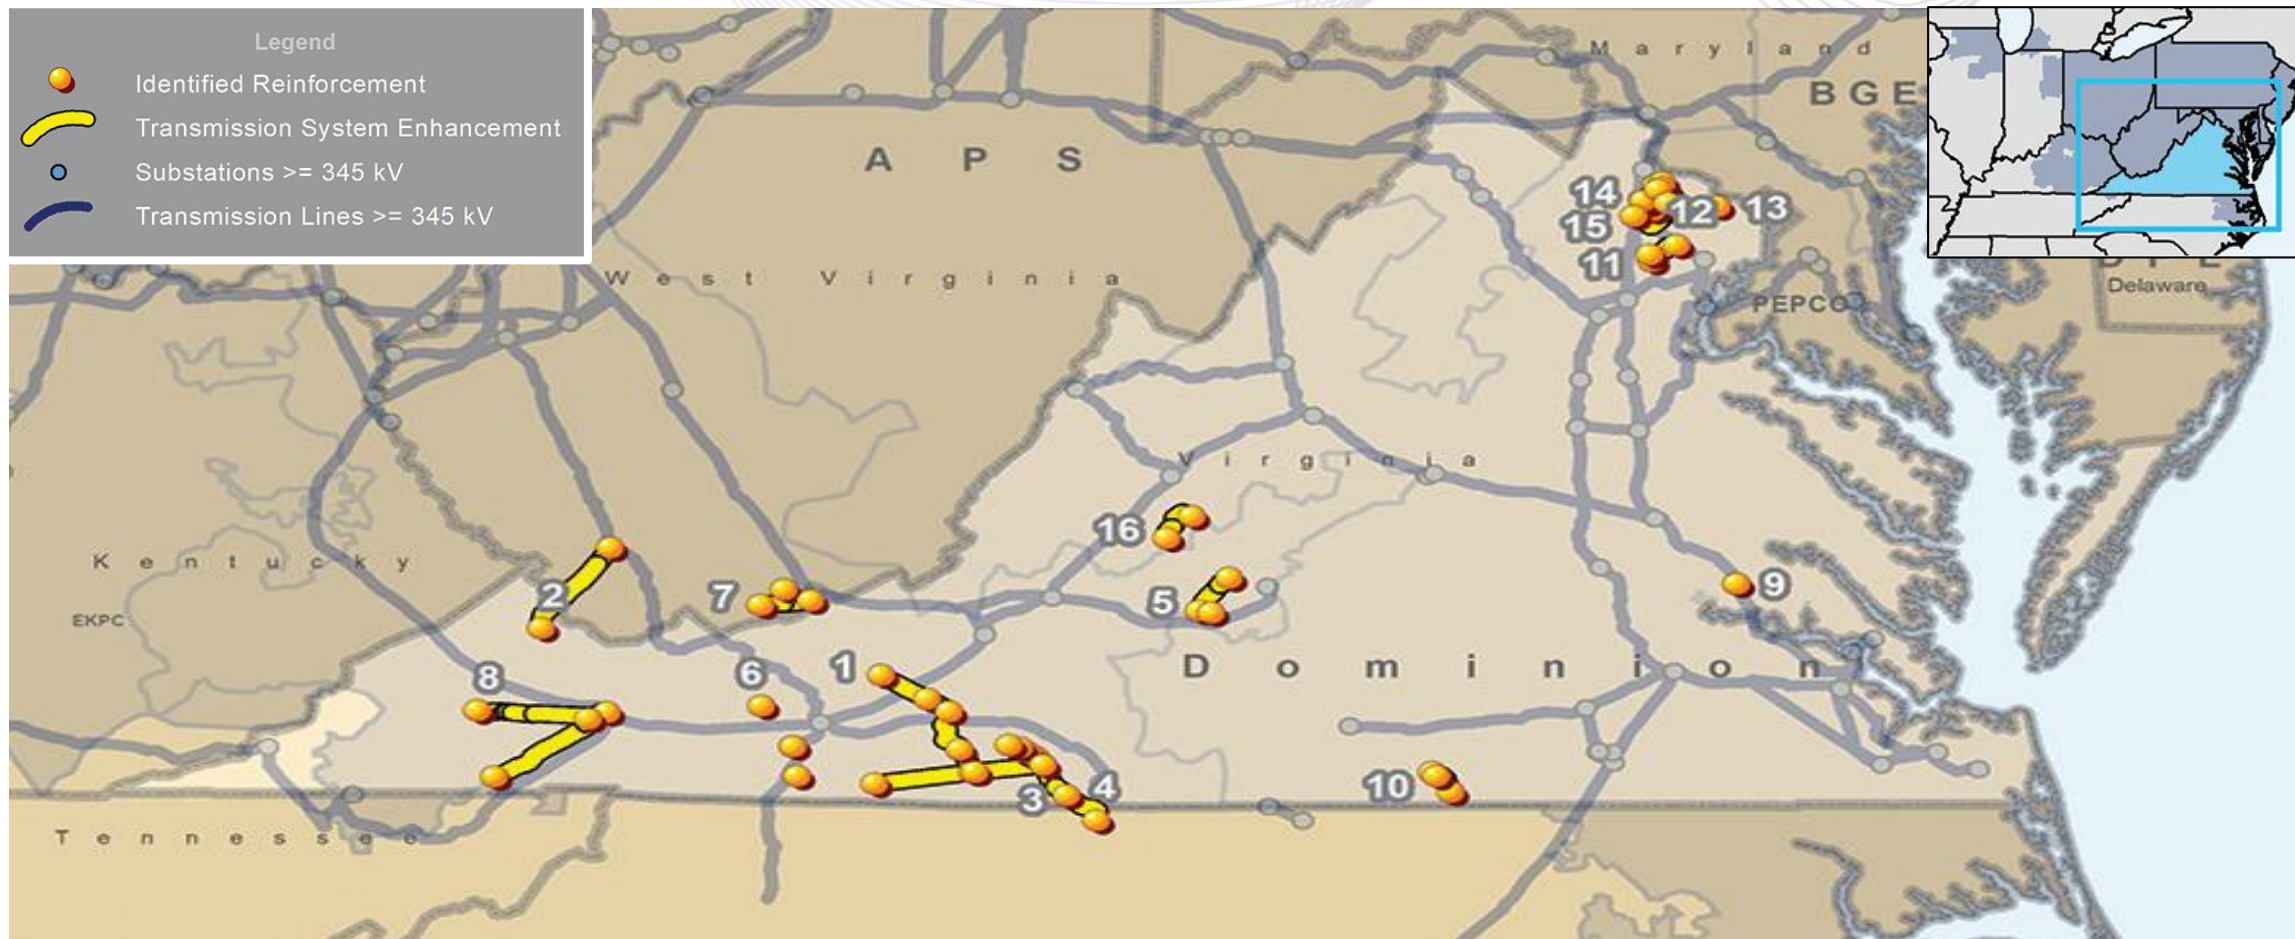 Legend
Identified Reinforcement
Transmission System Enhancement
Substations >= 345 kV
Transmission Lines >= 345 kV
Maryland
BGE
APS
14
12
13
15
11
West Virginia
Delaware
PEPCO
Virginia
16
Kentucky
2
7
5
9
EKPC
8
6
1
Dominion
3
4
10
Tennessee